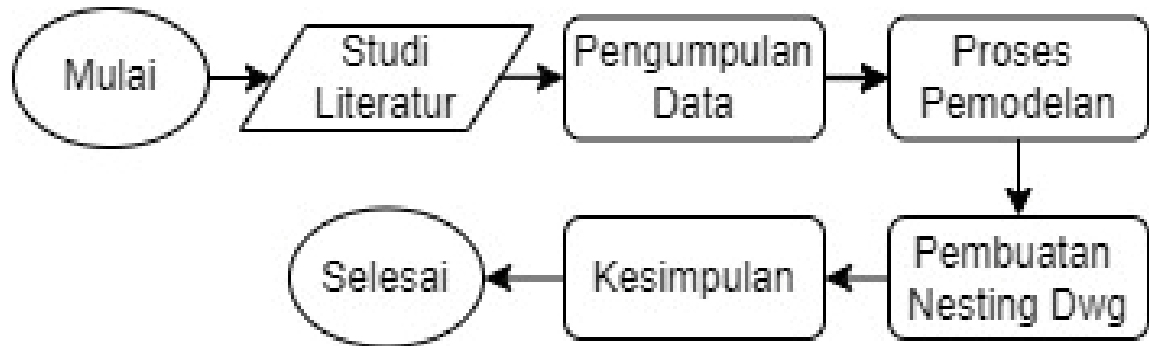 Mulai
Studi
Literatur
Pengumpulan
Data
Proses
Pemodelan
Pembuatan
Nesting Dwg
Kesimpulan
Selesai